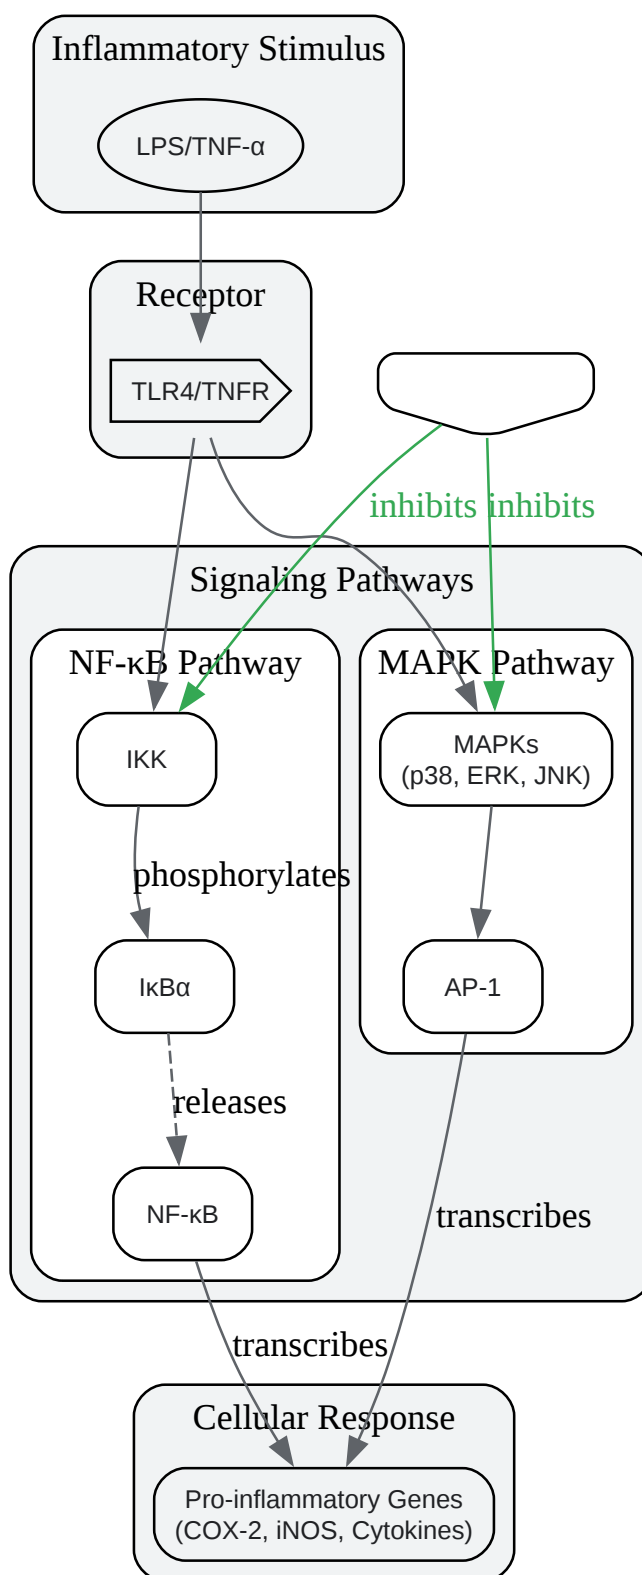 Inflammatory Stimulus
LPS/TNF-α
Receptor
TLR4/TNFR
inhibits
inhibits
Signaling Pathways
NF-κB Pathway
MAPK Pathway
IKK
MAPKs
(p38, ERK, JNK)
phosphorylates
IκBα
AP-1
releases
NF-κB
transcribes
transcribes
Cellular Response
Pro-inflammatory Genes
(COX-2, iNOS, Cytokines)